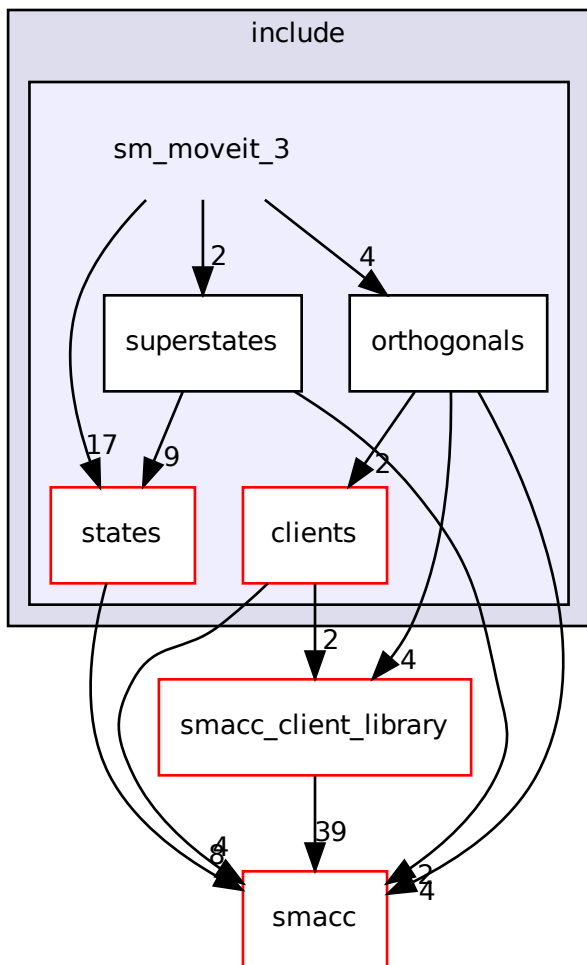 include
sm_moveit_3
2
4
superstates
orthogonals
17
9
2
states
clients
2
4
smacc_client_library
39
4
8
2
4
smacc